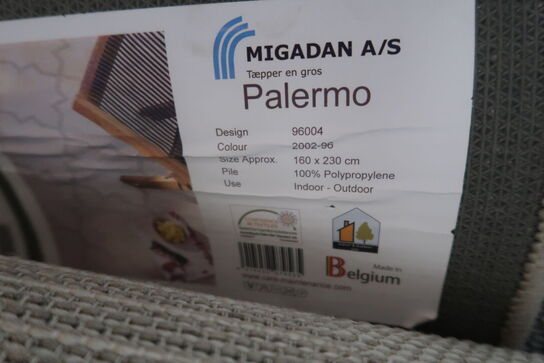 MIGADAN A/S
Tæpper en gros
Palermo
Design 96004
Colour 2002-96
Size Approx. 160 x 230 cm
Pile 100% Polypropylene
Use Indoor - Outdoor
Made in
Belgium